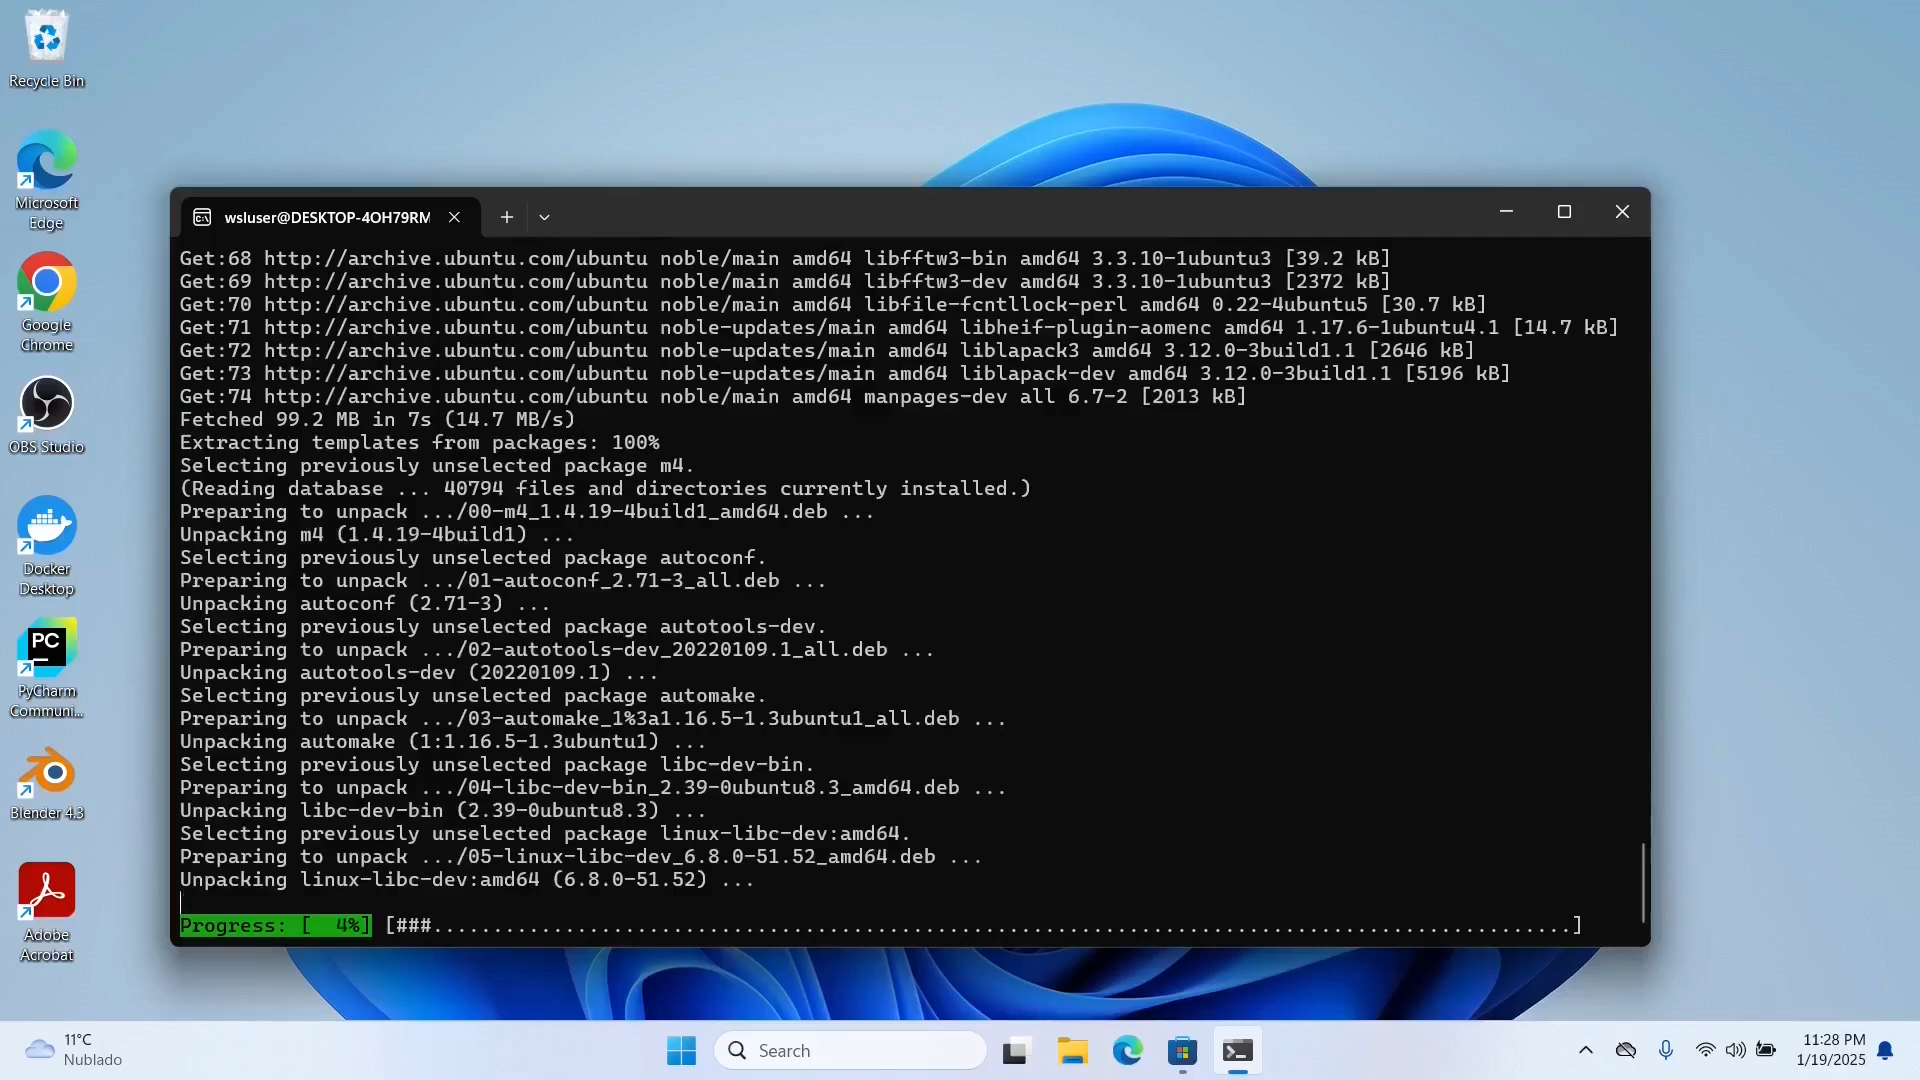 Recycle Bin
Microsoft
Edge
Google
Chrome
OBS Studio
Docker
Desktop
PC
PyCharm
Communi...
Blender 4.3
Adobe
Acrobat
wsluser@DESKTOP-4OH79RM
Get:68 http://archive.ubuntu.com/ubuntu noble/main amd64 libfftw3-bin amd64 3.3.10-1ubuntu3 [39.2 kB]
Get:69 http://archive.ubuntu.com/ubuntu noble/main amd64 libfftw3-dev amd64 3.3.10-1ubuntu3 [2372 kB]
Get:70 http://archive.ubuntu.com/ubuntu noble/main amd64 libfile-fcntllock-perl amd64 0.22-4ubuntu5 [30.7 kB]
Get:71 http://archive.ubuntu.com/ubuntu noble-updates/main amd64 libheif-plugin-aomenc amd64 1.17.6-1ubuntu4.1 [14.7 kB]
Get:72 http://archive.ubuntu.com/ubuntu noble-updates/main amd64 liblapack3 amd64 3.12.0-3build1.1 [2646 kB]
Get:73 http://archive.ubuntu.com/ubuntu noble-updates/main amd64 liblapack-dev amd64 3.12.0-3build1.1 [5196 kB]
Get:74 http://archive.ubuntu.com/ubuntu noble/main amd64 manpages-dev all 6.7-2 [2013 kB]
Fetched 99.2 MB in 7s (14.7 MB/s)
Extracting templates from packages: 100%
Selecting previously unselected package m4.
(Reading database ... 40794 files and directories currently installed.)
Preparing to unpack .../00-m4_1.4.19-4build1_amd64.deb ...
Unpacking m4 (1.4.19-4build1) ...
Selecting previously unselected package autoconf.
Preparing to unpack .../01-autoconf_2.71-3_all.deb ...
Unpacking autoconf (2.71-3) ...
Selecting previously unselected package autotools-dev.
Preparing to unpack .../02-autotools-dev_20220109.1_all.deb ...
Unpacking autotools-dev (20220109.1) ...
Selecting previously unselected package automake.
Preparing to unpack .../03-automake_1%3a1.16.5-1.3ubuntu1_all.deb ...
Unpacking automake (1:1.16.5-1.3ubuntu1) ...
Selecting previously unselected package libc-dev-bin.
Preparing to unpack .../04-libc-dev-bin_2.39-0ubuntu8.3_amd64.deb ...
Unpacking libc-dev-bin (2.39-0ubuntu8.3) ...
Selecting previously unselected package linux-libc-dev:amd64.
Preparing to unpack .../05-linux-libc-dev_6.8.0-51.52_amd64.deb ...
Unpacking linux-libc-dev:amd64 (6.8.0-51.52) ...
Progress: [  4%] [###...............................................................................................]
11°C
Nublado
Search
11:28 PM
1/19/2025